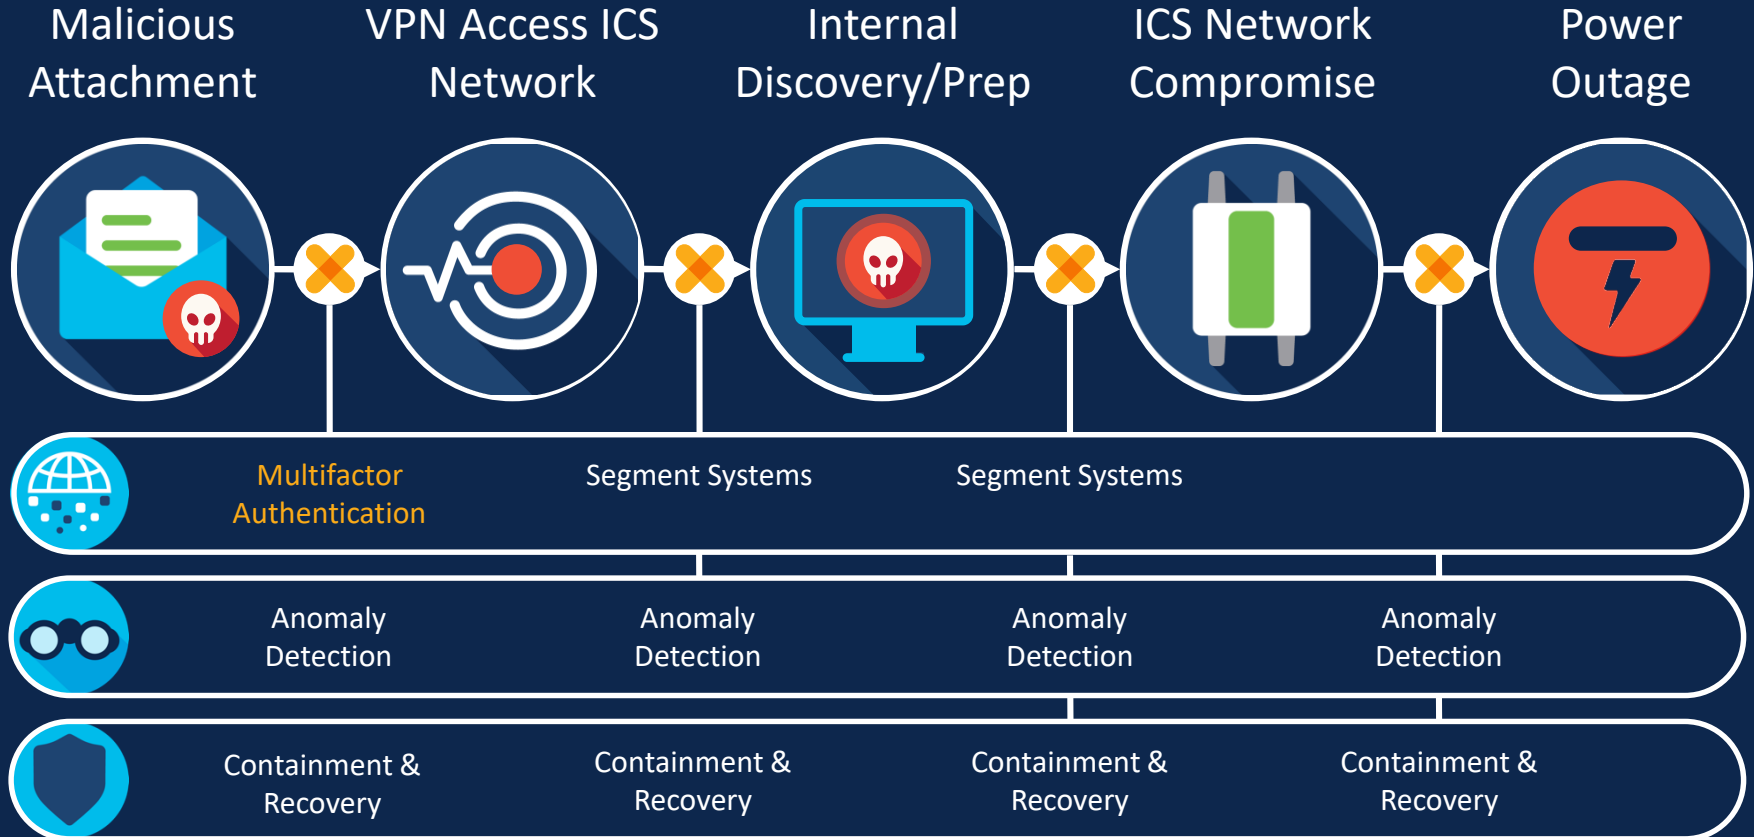 Malicious
Attachment
VPN Access ICS
Network
Internal
Discovery/Prep
ICS Network
Compromise
Power
Outage
Multifactor
Authentication
Segment Systems
Segment Systems
Anomaly
Detection
Anomaly
Detection
Anomaly
Detection
Anomaly
Detection
Containment &
Recovery
Containment &
Recovery
Containment &
Recovery
Containment &
Recovery